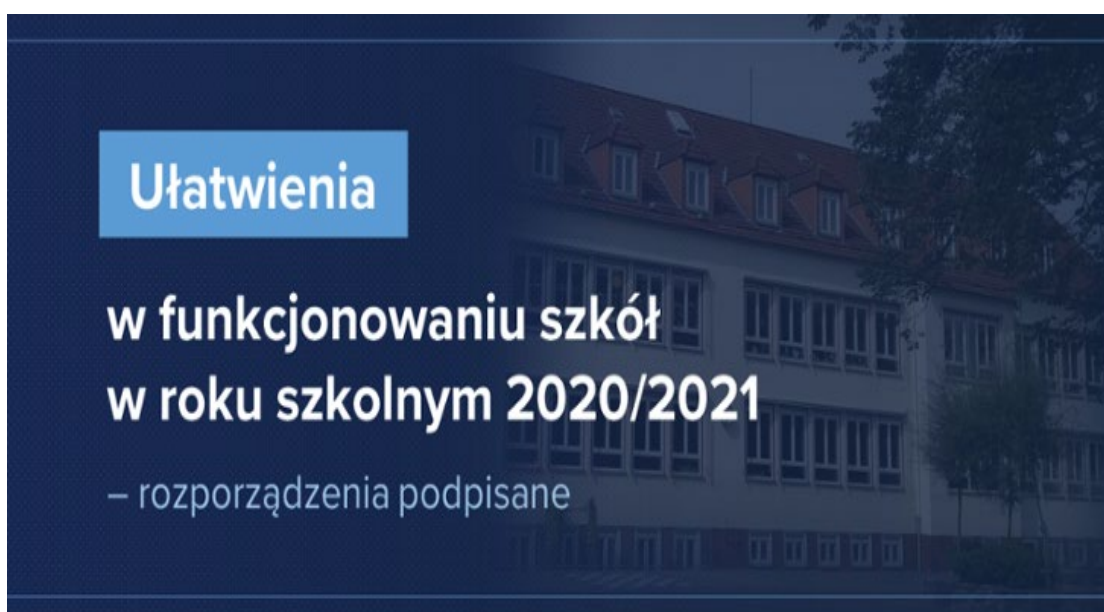 Ułatwienia
w funkcjonowaniu szkół
w roku szkolnym 2020/2021
– rozporządzenia podpisane